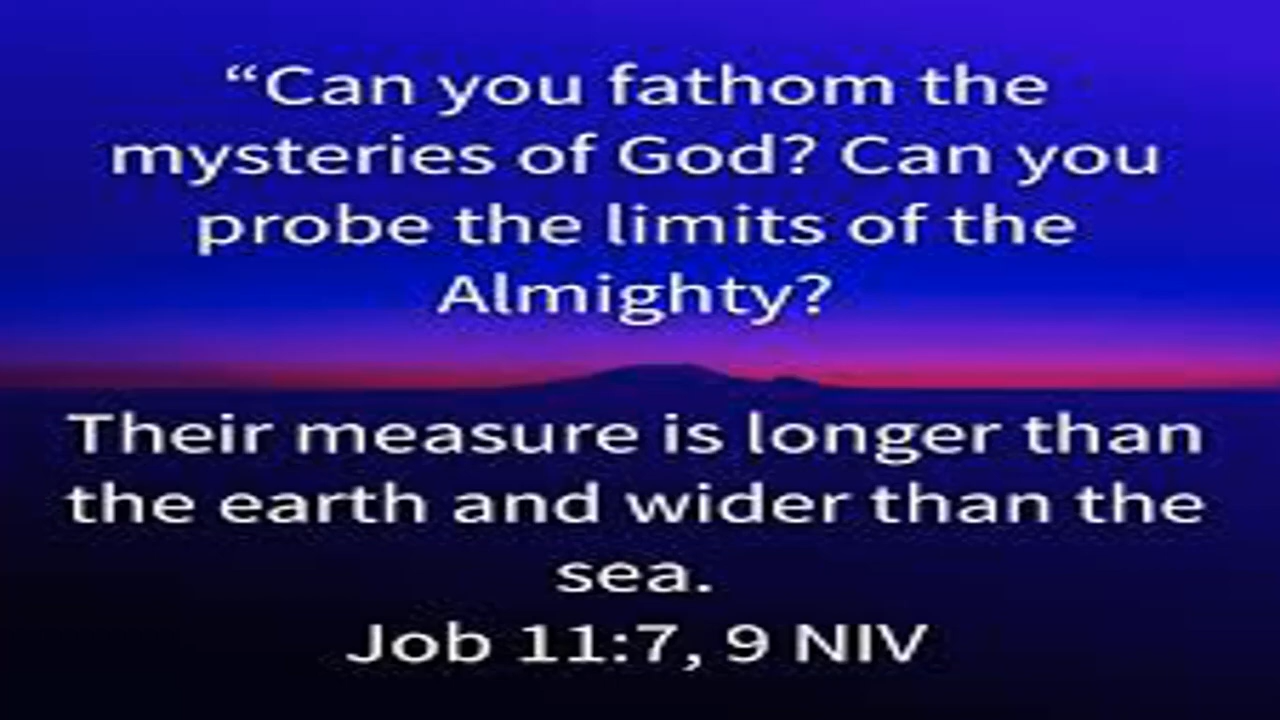 “Can you fathom the
mysteries of God? Can you
probe the limits of the
Almighty?
Their measure is longer than
the earth and wider than the
sea.
Job 11:7, 9 NIV